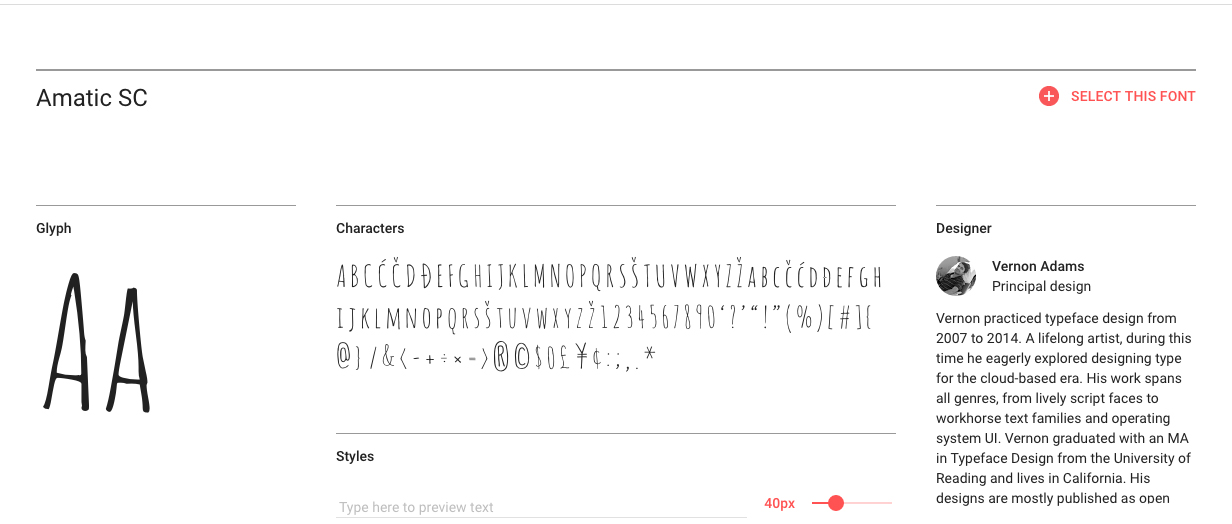 Amatic SC
SELECT THIS FONT
Glyph
AA
Characters
ABCĆČDĐEFGHIJKLMNOPQRSŠTUVWXYZŽABCČĆDĐEFGH
IJKLMNOPQRSŠTUVWXYZŽ1234567890‘?’“!”(%)[#]{
@}/&<-+÷×=>®©$0£¥¢:;,.*
Styles
Type here to preview text
40px
Designer
Vernon Adams
Principal design
Vernon practiced typeface design from
2007 to 2014. A lifelong artist, during this
time he eagerly explored designing type
for the cloud-based era. His work spans
all genres, from lively script faces to
workhorse text families and operating
system UI. Vernon graduated with an MA
in Typeface Design from the University of
Reading and lives in California. His
designs are mostly published as open